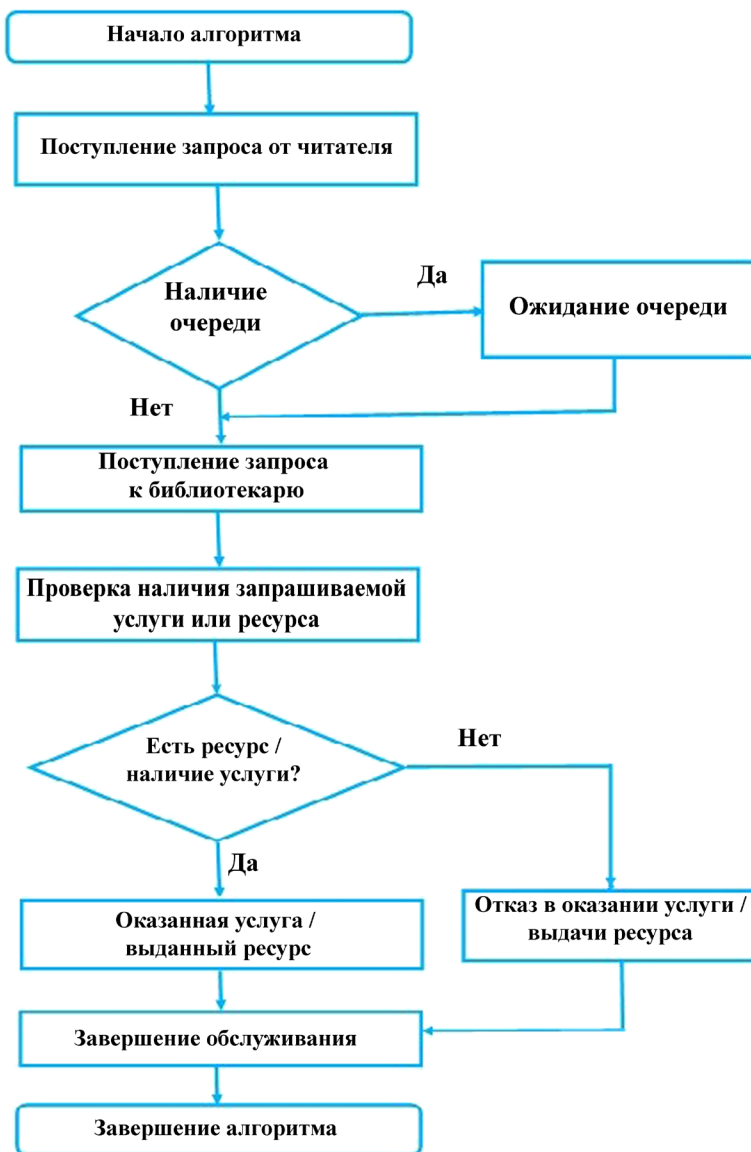 Начало алгоритма
Поступление запроса от читателя
Наличие
очереди
Да
Ожидание очереди
Нет
Поступление запроса
к библиотекарю
Проверка наличия запрашиваемой
услуги или ресурса
Есть ресурс /
наличие услуги?
Нет
Да
Оказанная услуга /
выданный ресурс
Отказ в оказании услуги /
выдачи ресурса
Завершение обслуживания
Завершение алгоритма